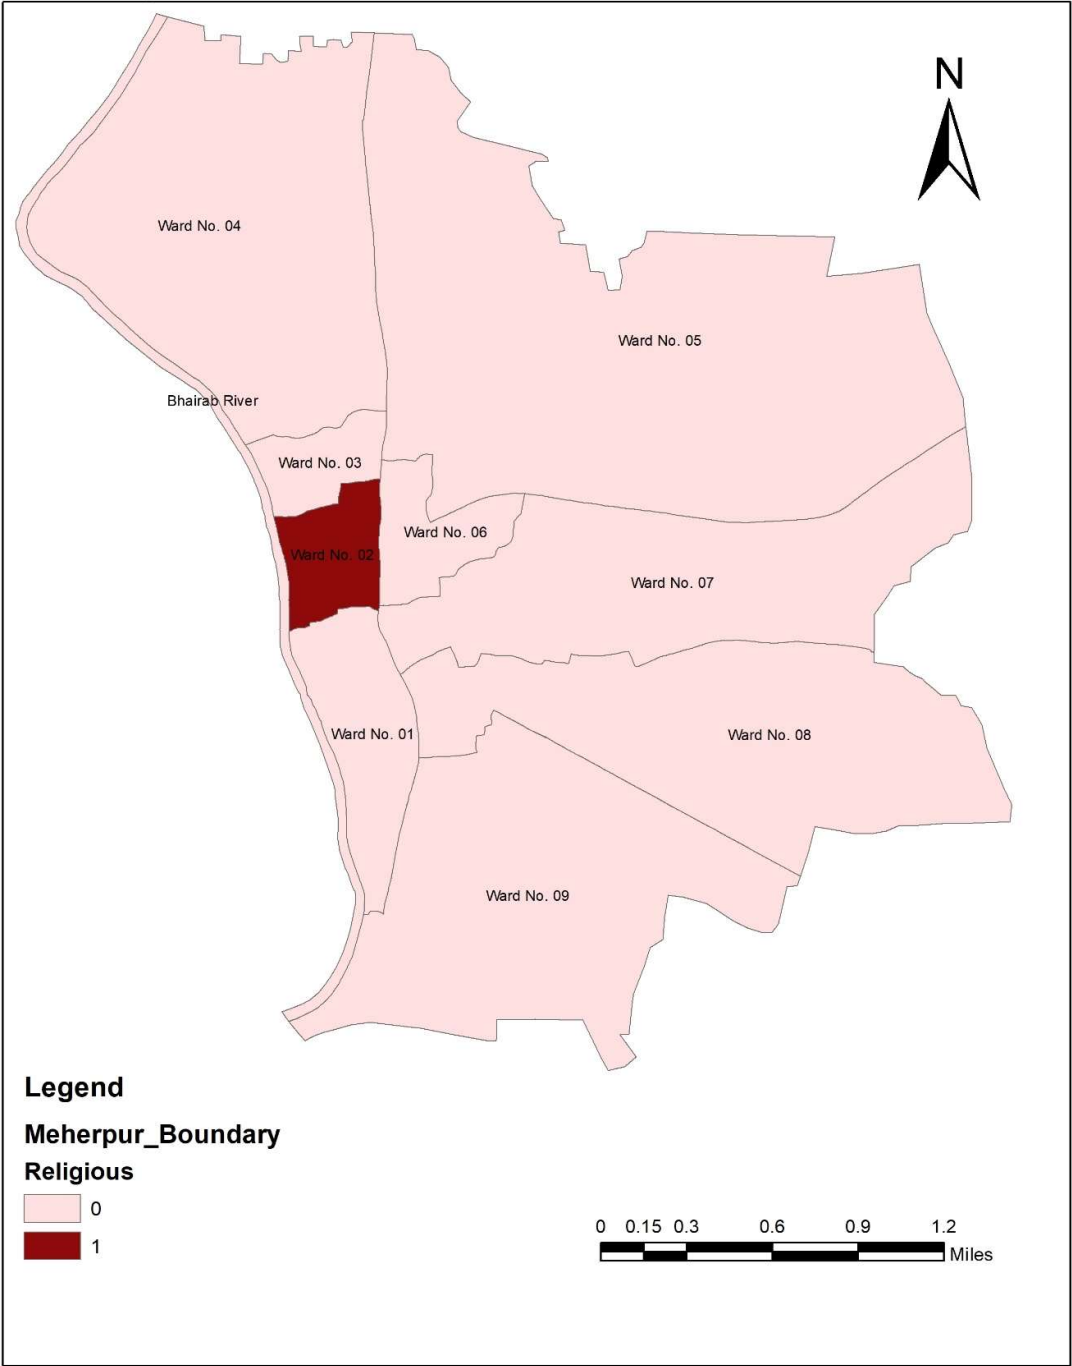 N
Ward No. 04
Ward No. 05
Bhairab River
Ward No. 03
Ward No. 06
Ward No. 02
Ward No. 07
Ward No. 01
Ward No. 08
Ward No. 09
Legend
Meherpur_Boundary
Religious
0
1
0 0.15 0.3 0.6 0.9 1.2
Miles